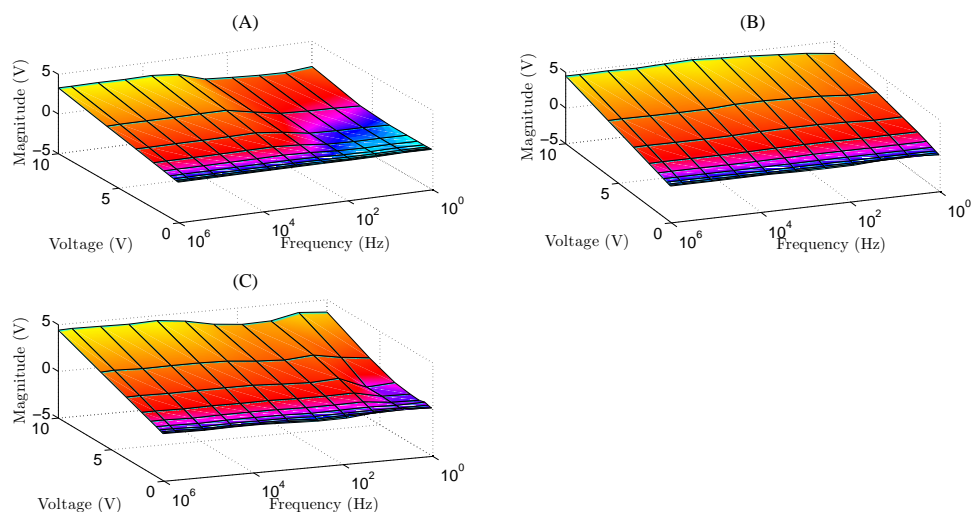 (A)
5
0
−5
10
5
0
10^6
10^4
10^2
10^0
Magnitude (V)
Voltage (V)
Frequency (Hz)
(B)
5
0
−5
10
5
0
10^6
10^4
10^2
10^0
Magnitude (V)
Voltage (V)
Frequency (Hz)
(C)
5
0
−5
10
5
0
10^6
10^4
10^2
10^0
Magnitude (V)
Voltage (V)
Frequency (Hz)